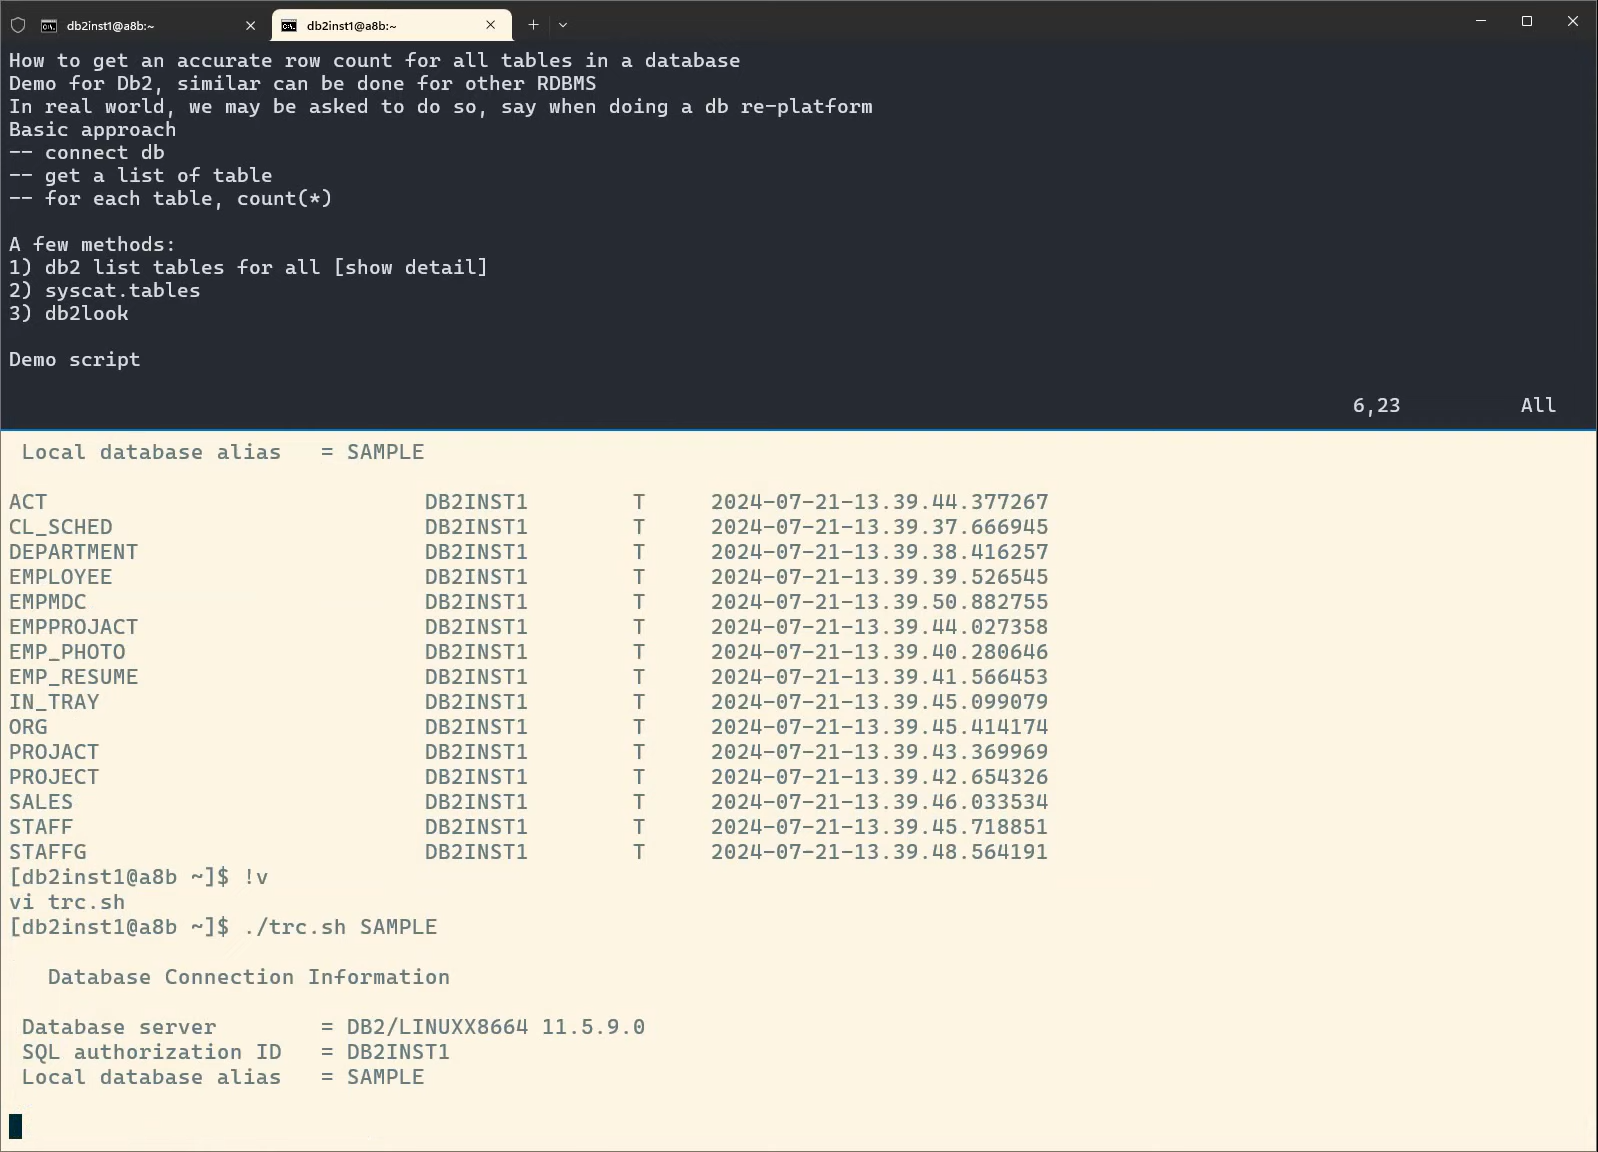 db2inst1@a8b:~
db2inst1@a8b:~
How to get an accurate row count for all tables in a database
Demo for Db2, similar can be done for other RDBMS
In real world, we may be asked to do so, say when doing a db re-platform
Basic approach
-- connect db
-- get a list of table
-- for each table, count(*)
A few methods:
1) db2 list tables for all [show detail]
2) syscat.tables
3) db2look
Demo script
6,23 All
Local database alias = SAMPLE
ACT DB2INST1 T 2024-07-21-13.39.44.377267
CL_SCHED DB2INST1 T 2024-07-21-13.39.37.666945
DEPARTMENT DB2INST1 T 2024-07-21-13.39.38.416257
EMPLOYEE DB2INST1 T 2024-07-21-13.39.39.526545
EMPMDC DB2INST1 T 2024-07-21-13.39.50.882755
EMPPROJACT DB2INST1 T 2024-07-21-13.39.44.027358
EMP_PHOTO DB2INST1 T 2024-07-21-13.39.40.280646
EMP_RESUME DB2INST1 T 2024-07-21-13.39.41.566453
IN_TRAY DB2INST1 T 2024-07-21-13.39.45.099079
ORG DB2INST1 T 2024-07-21-13.39.45.414174
PROJACT DB2INST1 T 2024-07-21-13.39.43.369969
PROJECT DB2INST1 T 2024-07-21-13.39.42.654326
SALES DB2INST1 T 2024-07-21-13.39.46.033534
STAFF DB2INST1 T 2024-07-21-13.39.45.718851
STAFFG DB2INST1 T 2024-07-21-13.39.48.564191
[db2inst1@a8b ~]$ !v
vi trc.sh
[db2inst1@a8b ~]$ ./trc.sh SAMPLE
Database Connection Information
Database server = DB2/LINUXX8664 11.5.9.0
SQL authorization ID = DB2INST1
Local database alias = SAMPLE